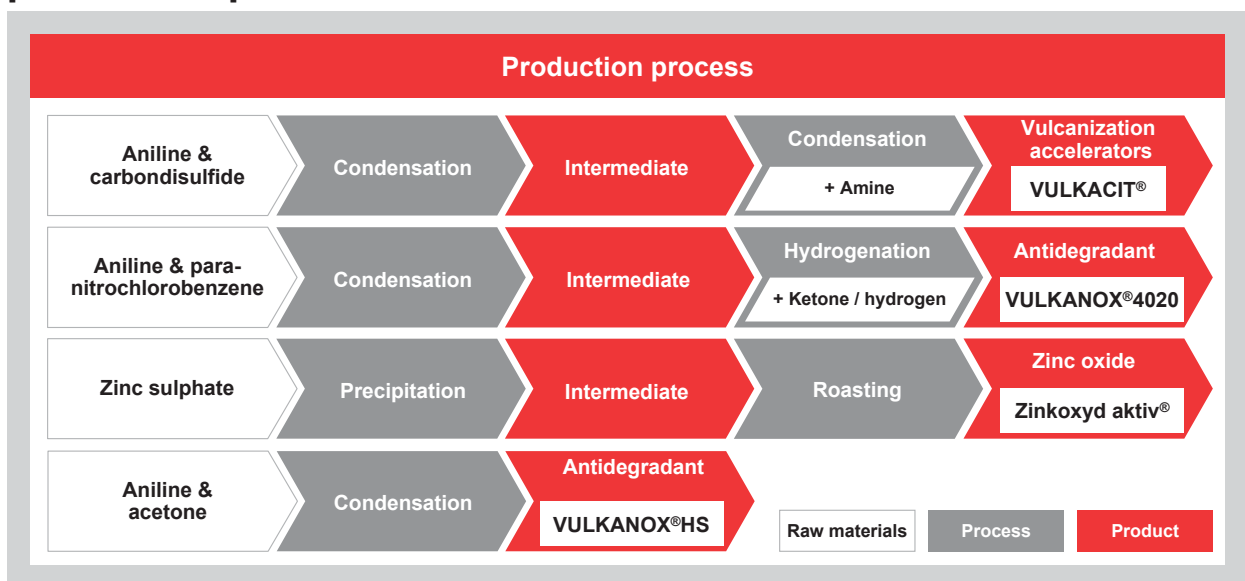 Production process
Aniline &
carbondisulfide
Condensation
Intermediate
Condensation
+ Amine
Vulcanization
accelerators
VULKACIT®
Aniline & para-
nitrochlorobenzene
Condensation
Intermediate
Hydrogenation
+ Ketone / hydrogen
Antidegradant
VULKANOX®4020
Zinc sulphate
Precipitation
Intermediate
Roasting
Zinc oxide
Zinkoxyd aktiv®
Aniline &
acetone
Condensation
Antidegradant
VULKANOX®HS
Raw materials
Process
Product